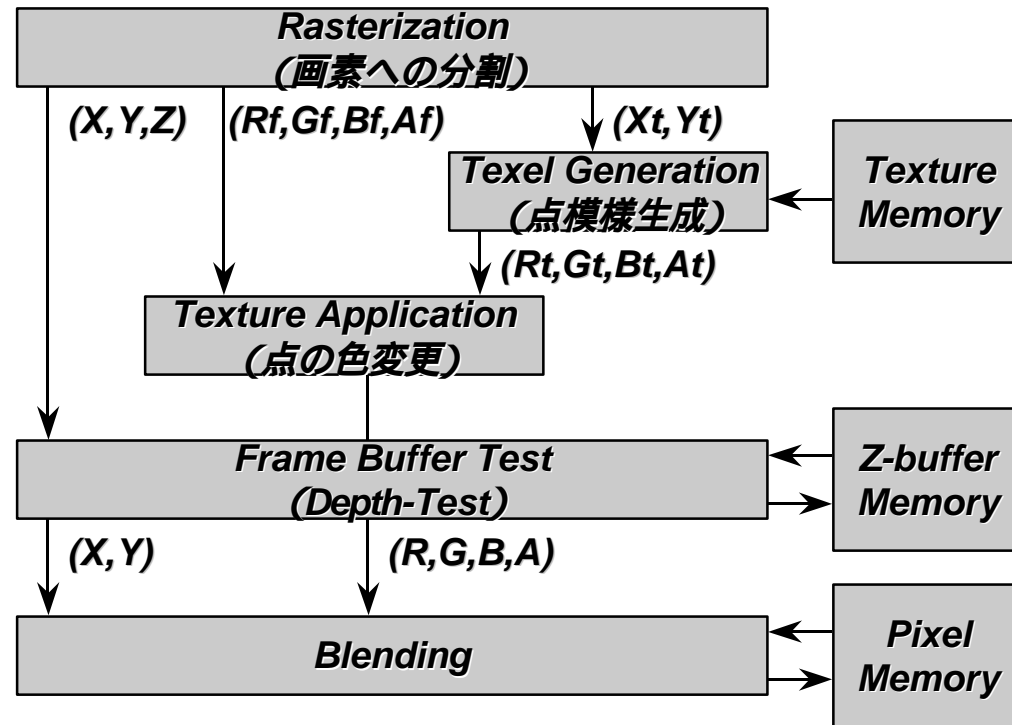 Rasterization
(画素への分割)
(X,Y,Z)
(Rf,Gf,Bf,Af)
(Xt,Yt)
Texel Generation
(点模様生成)
Texture
Memory
(Rt,Gt,Bt,At)
Texture Application
(点の色変更)
Frame Buffer Test
(Depth-Test)
Z-buffer
Memory
(X,Y)
(R,G,B,A)
Blending
Pixel
Memory